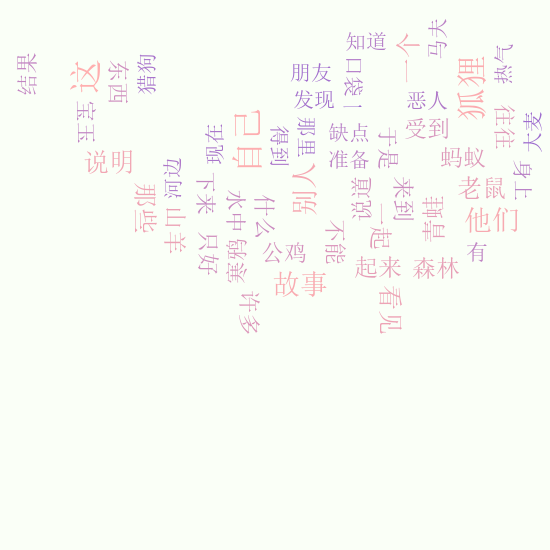 马夫
知道
一个
热气
结果
这
东西
猎狗
朋友
口袋
狐狸
发现
一
恶人
玉宝
现在
自己
得到
那里
缺点
于是
受到
往往
大麦
说明
河边
准备
蚂蚁
上身
那些
下来
水中
什么
别人
说道
来到
老鼠
青蛙
他们
羊山
只好
寒鸦
公鸡
不能
一起
有
故事
起来
森林
许多
看见